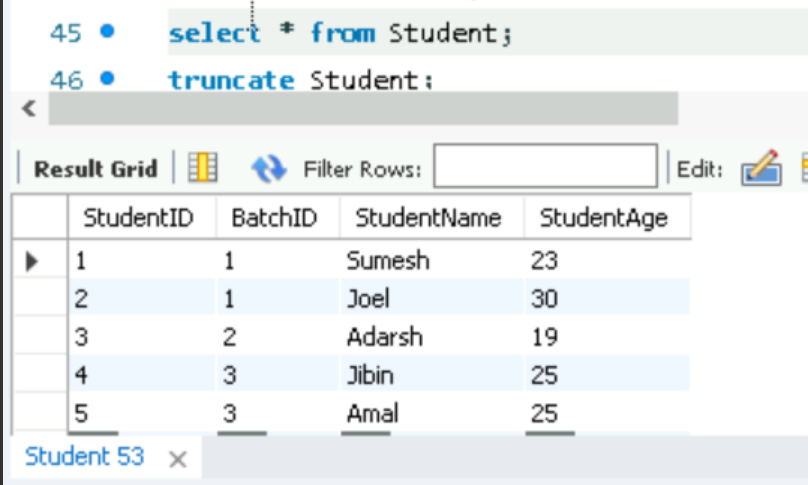 45 select * from Student;
46 truncate Student;
Result Grid Filter Rows: Edit:
StudentID BatchID StudentName StudentAge
1 1 Sumesh 23
2 1 Joel 30
3 2 Adarsh 19
4 3 Jibin 25
5 3 Amal 25
Student 53